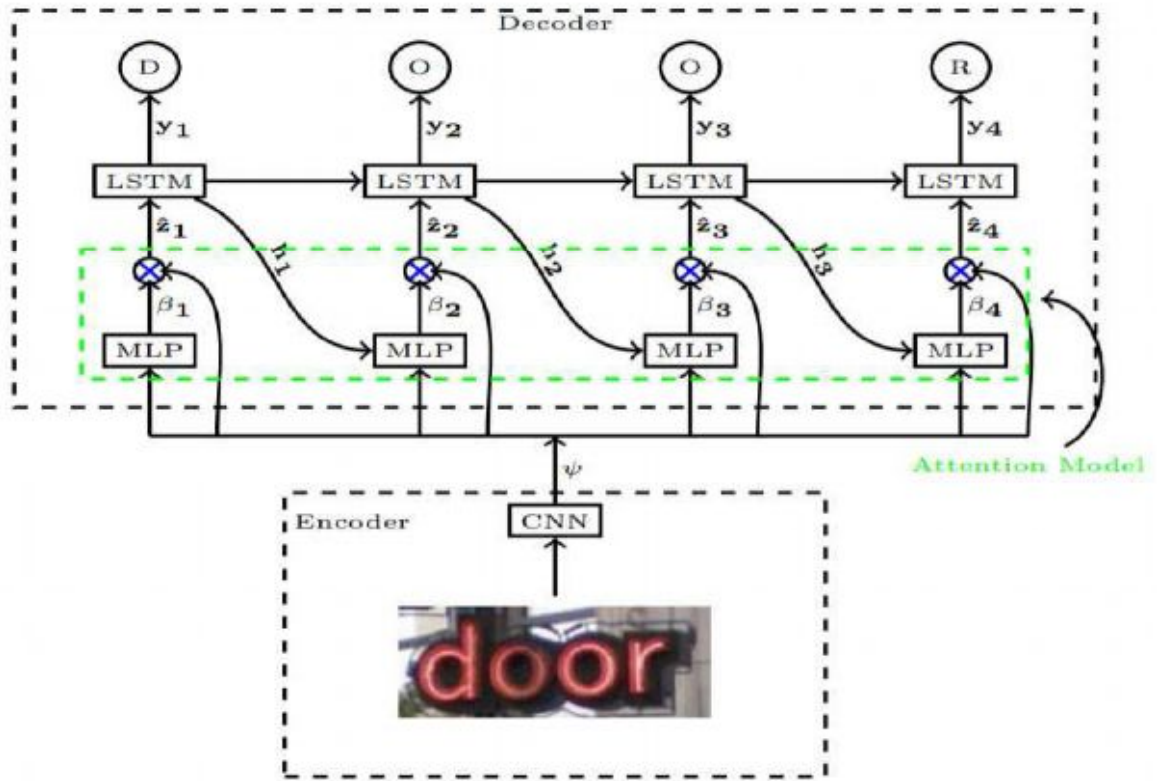 Decoder
D O O R
y1 y2 y3 y4
LSTM LSTM LSTM LSTM
ẑ1 ẑ2 ẑ3 ẑ4
h1 h2 h3
β1 β2 β3 β4
MLP MLP MLP MLP
Attention Model
ψ
Encoder
CNN
door